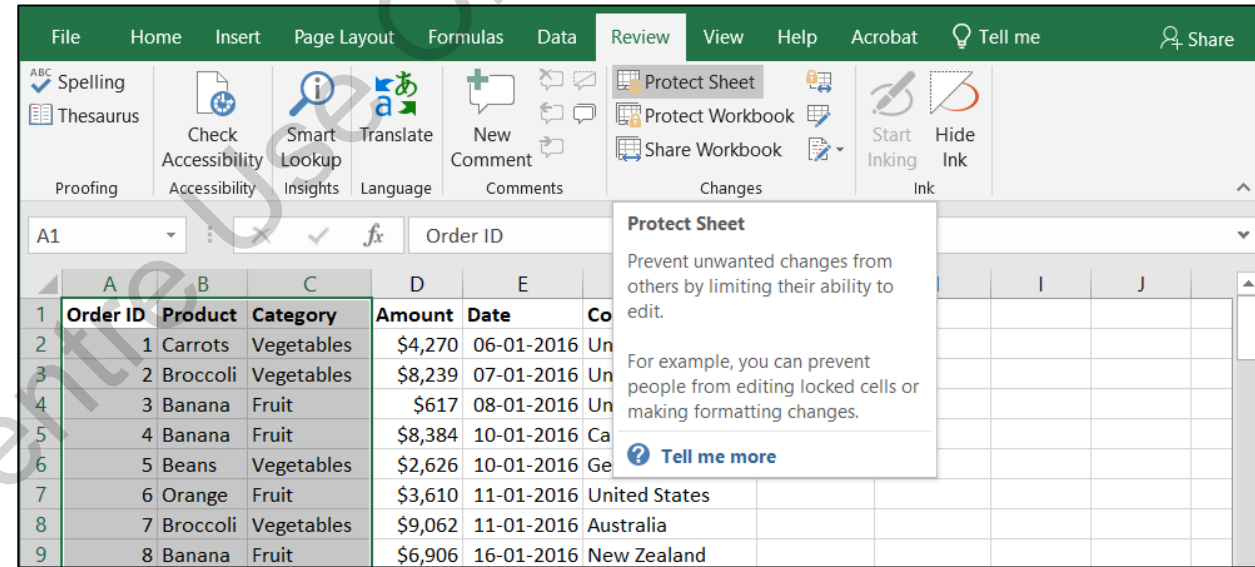 File Home Insert Page Layout Formulas Data Review View Help Acrobat Tell me Share
ABC Spelling
Thesaurus
Check Accessibility
Smart Lookup
あ
a
Translate
New Comment
Protect Sheet
Protect Workbook
Share Workbook
Start Inking
Hide Ink
Proofing Accessibility Insights Language Comments Changes Ink
A1 fx Order ID
Protect Sheet
Prevent unwanted changes from
others by limiting their ability to
edit.
For example, you can prevent
people from editing locked cells or
making formatting changes.
Tell me more
A B C D E I J
1 Order ID Product Category Amount Date Co
2 1 Carrots Vegetables $4,270 06-01-2016 Un
3 2 Broccoli Vegetables $8,239 07-01-2016 Un
4 3 Banana Fruit $617 08-01-2016 Un
5 4 Banana Fruit $8,384 10-01-2016 Ca
6 5 Beans Vegetables $2,626 10-01-2016 Ge
7 6 Orange Fruit $3,610 11-01-2016 United States
8 7 Broccoli Vegetables $9,062 11-01-2016 Australia
9 8 Banana Fruit $6,906 16-01-2016 New Zealand
entre Use